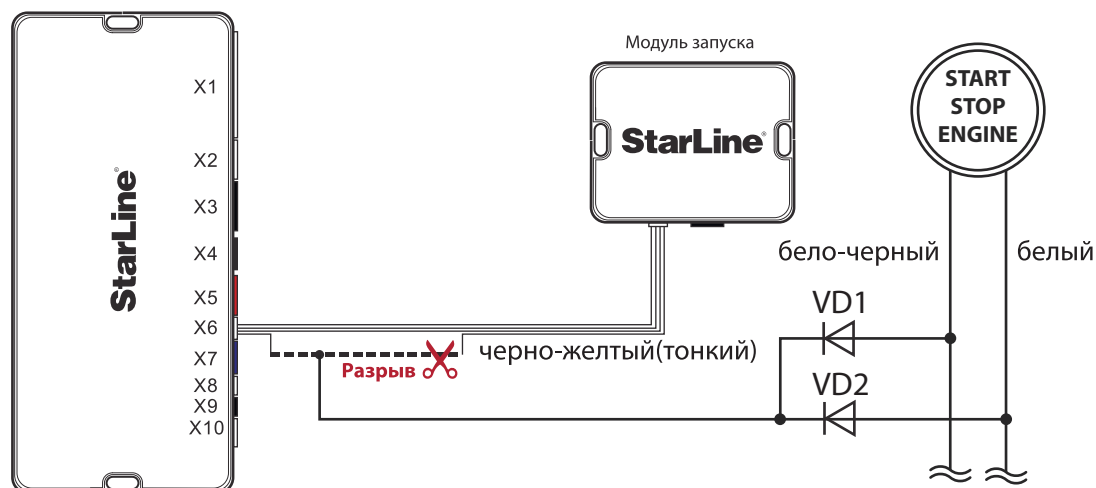 Модуль запуска
StarLine®
START
STOP
ENGINE
X1
X2
X3
X4
X5
X6
X7
X8
X9
X10
StarLine®
бело-черный
белый
VD1
черно-желтый(тонкий)
Разрыв
VD2